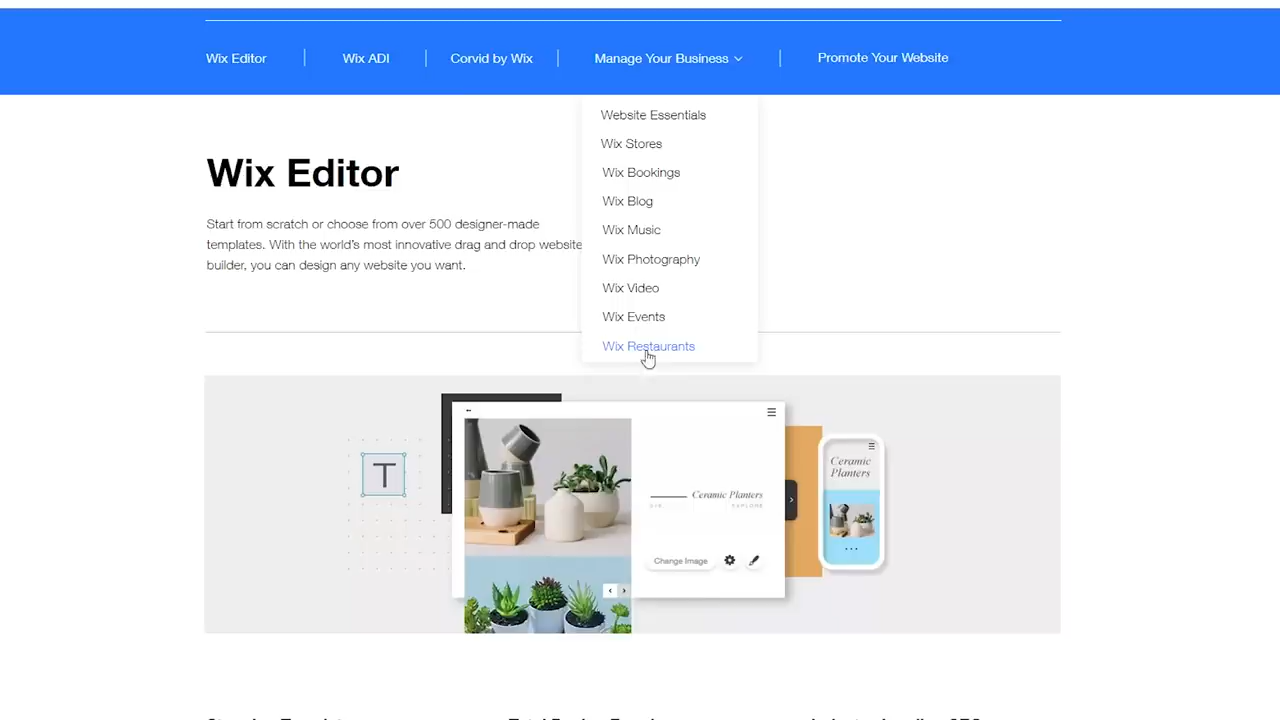 Wix Editor
Wix ADI
Corvid by Wix
Manage Your Business
Promote Your Website
Website Essentials
Wix Stores
Wix Bookings
Wix Blog
Wix Music
Wix Photography
Wix Video
Wix Events
Wix Restaurants
Wix Editor
Start from scratch or choose from over 500 designer-made
templates. With the world's most innovative drag and drop website
builder, you can design any website you want.
T
Ceramic Planters
EXPLORE
Change Image
Ceramic
Planters